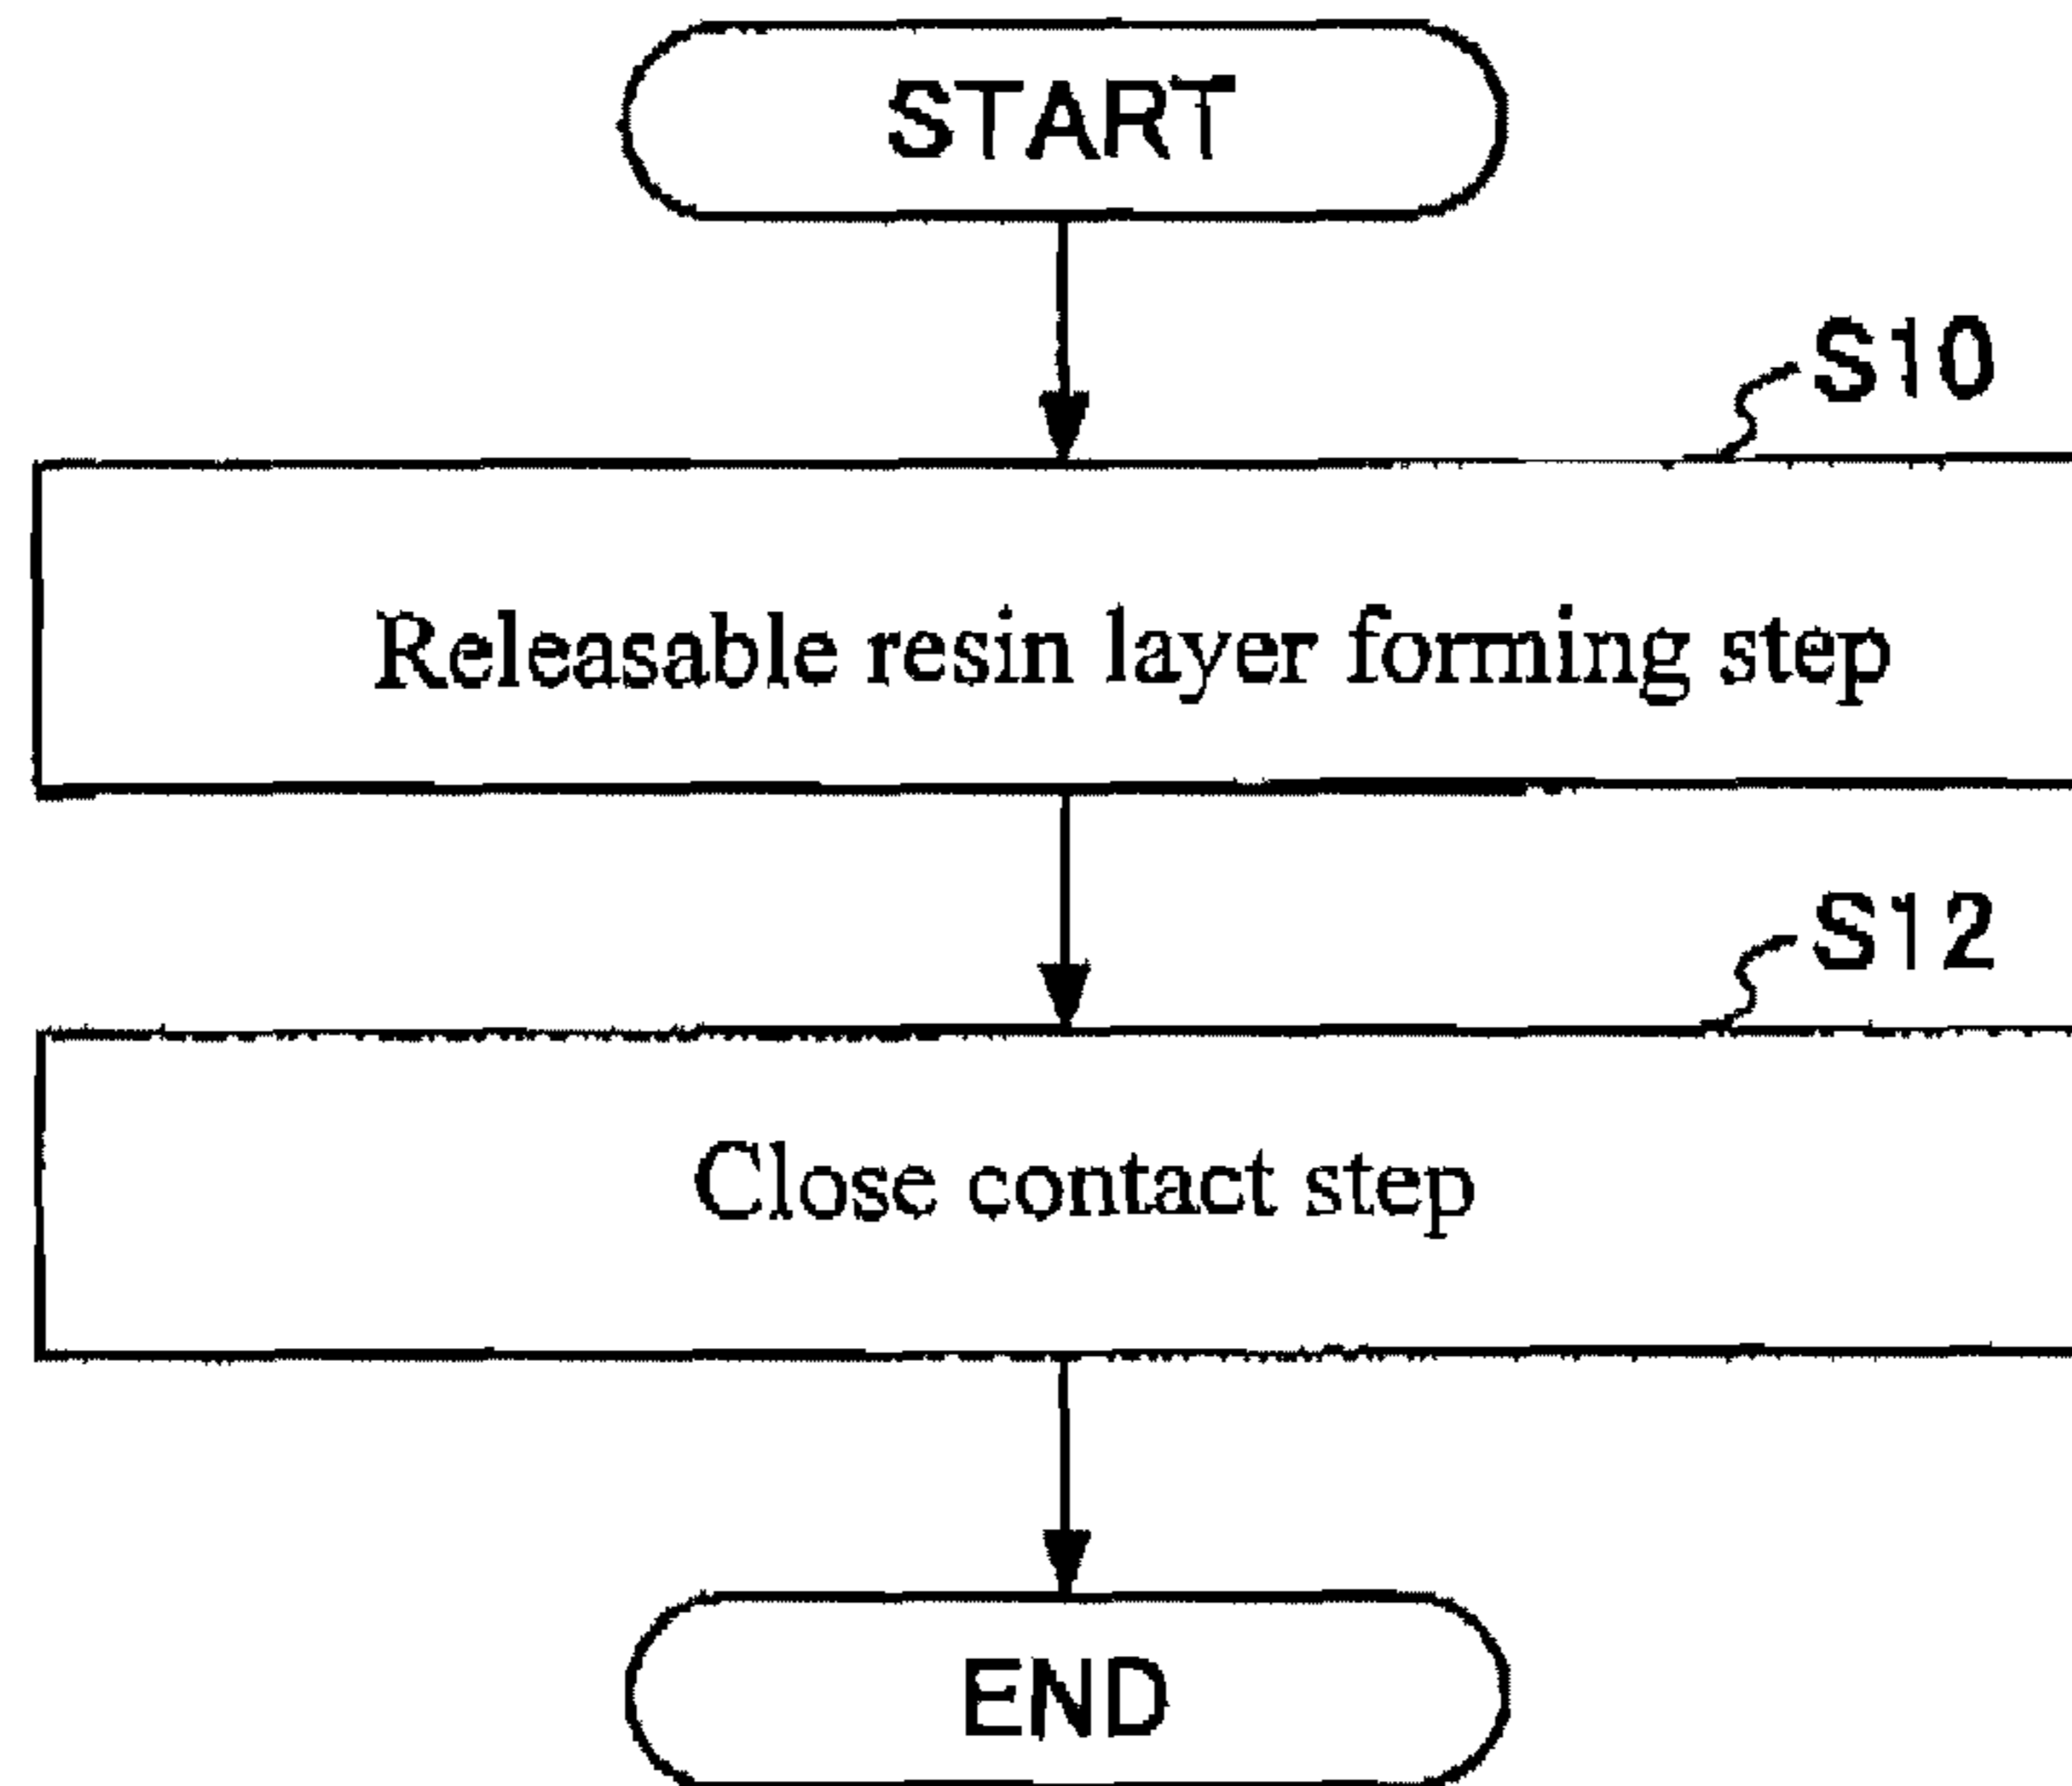 START
S10
Releasable resin layer forming step
S12
Close contact step
END